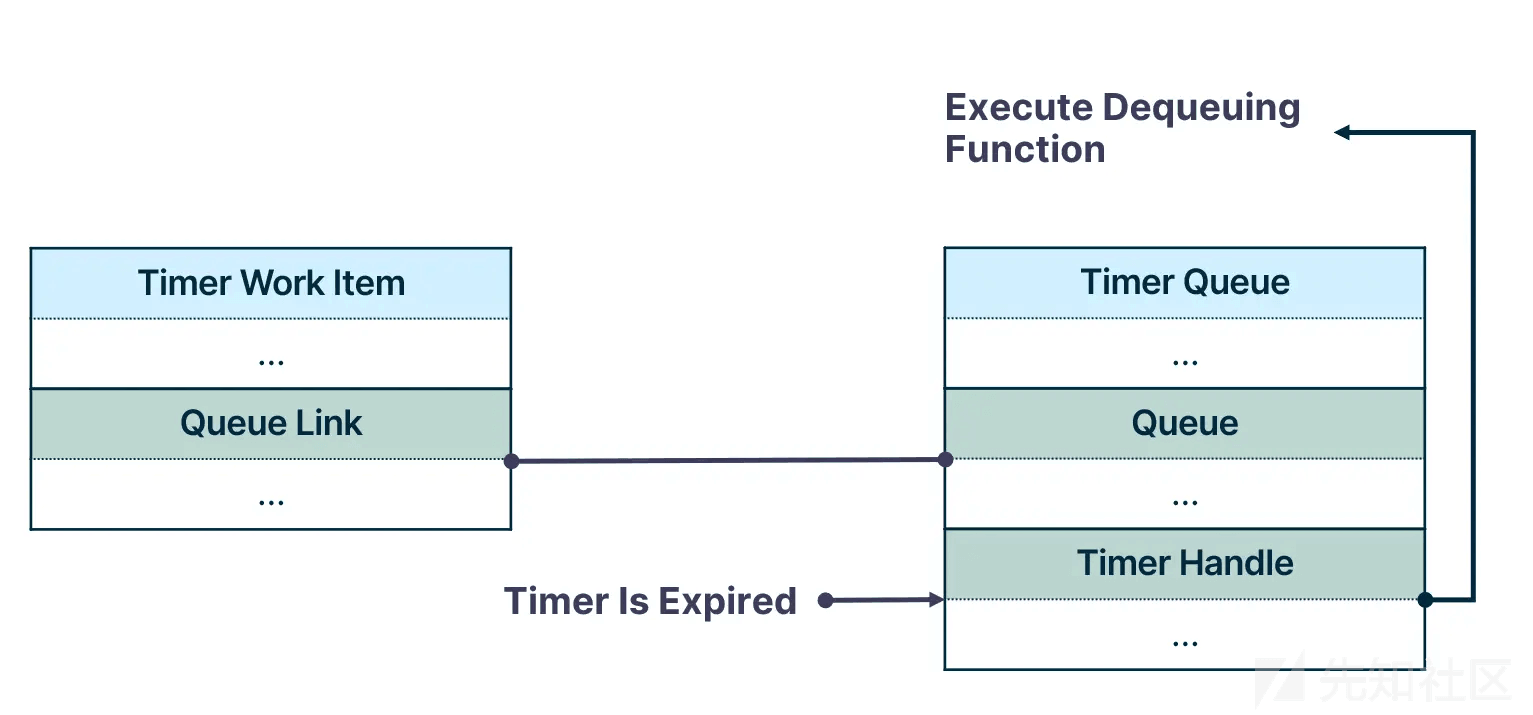 Execute Dequeuing
Function
Timer Work Item
...
Queue Link
...
Timer Queue
...
Queue
...
Timer Handle
...
Timer Is Expired
先知社区